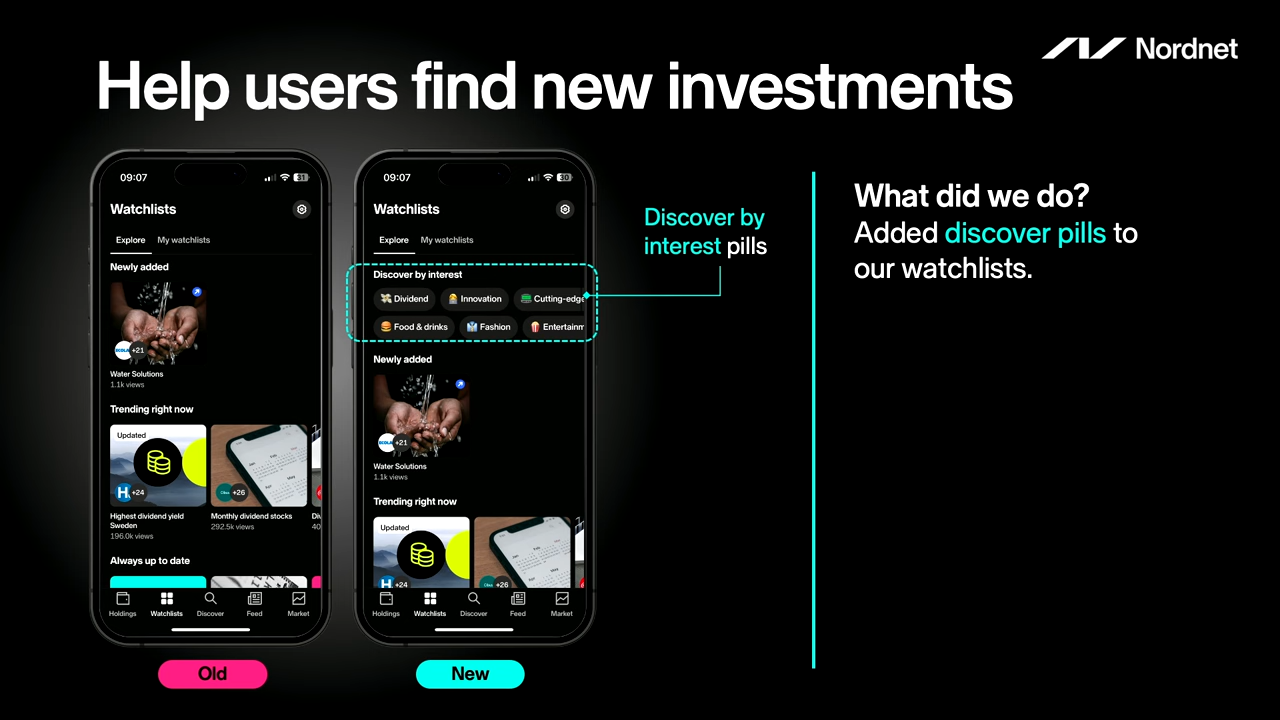 Nordnet
Help users find new investments
09:07
31
Watchlists
Explore
My watchlists
Newly added
+21
Water Solutions
1.1k views
Trending right now
Updated
H
+24
+26
Highest dividend yield
Sweden
196.0k views
Monthly dividend stocks
292.5k views
Always up to date
Holdings
Watchlists
Discover
Feed
Market
Old
09:07
30
Watchlists
Explore
My watchlists
Discover by interest
Dividend
Innovation
Cutting-edge
Food & drinks
Fashion
Entertainm
Newly added
+21
Water Solutions
1.1k views
Trending right now
Updated
H
+24
+26
Holdings
Watchlists
Discover
Feed
Market
New
Discover by
interest pills
What did we do?
Added discover pills to
our watchlists.